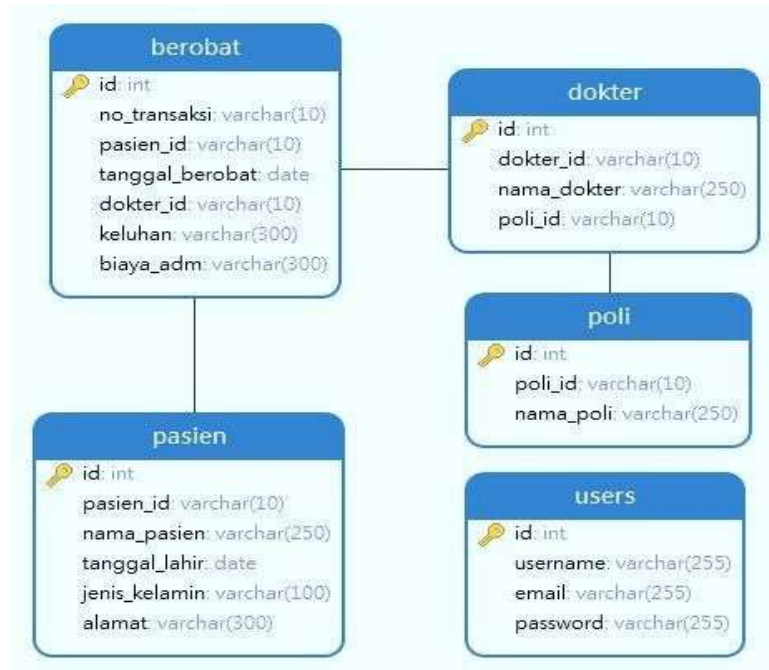 berobat
id: int
no_transaksi: varchar(10)
pasien_id: varchar(10)
tanggal_berobat: date
dokter_id: varchar(10)
keluhan: varchar(300)
biaya_adm: varchar(300)
dokter
id: int
dokter_id: varchar(10)
nama_dokter: varchar(250)
poli_id: varchar(10)
poli
id: int
poli_id: varchar(10)
nama_poli: varchar(250)
pasien
id: int
pasien_id: varchar(10)
nama_pasien: varchar(250)
tanggal_lahir: date
jenis_kelamin: varchar(100)
alamat: varchar(300)
users
id: int
username: varchar(255)
email: varchar(255)
password: varchar(255)